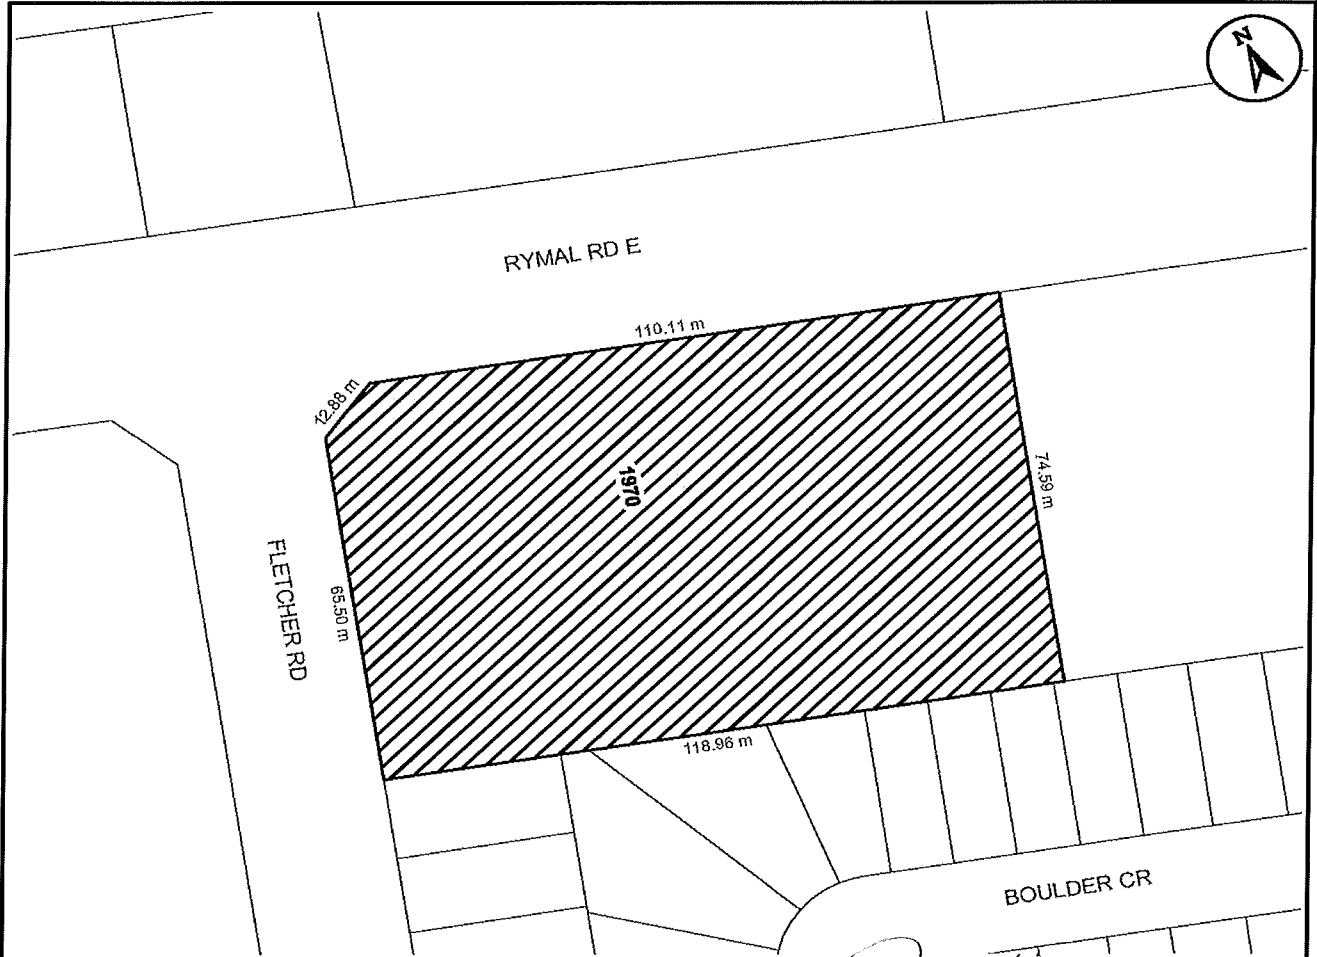 N
RYMAL RD E
110.11 m
12.88 m
1970
74.59 m
FLETCHER RD
65.50 m
118.96 m
BOULDER CR